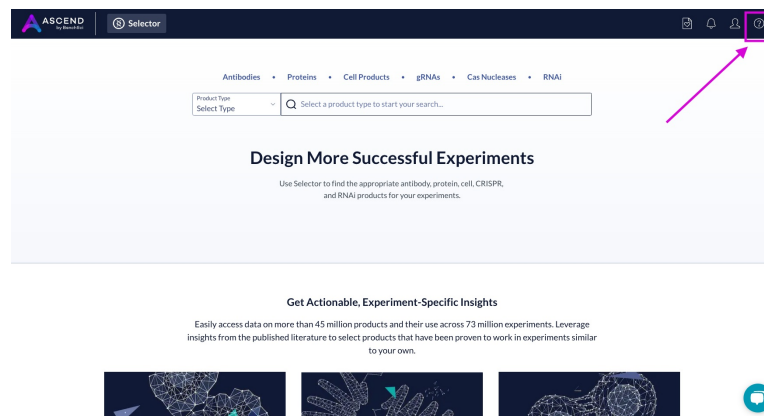 ASCEND
by BenchSci
Selector
Antibodies • Proteins • Cell Products • gRNAs • Cas Nucleases • RNAi
Product Type
Select Type
Select a product type to start your search...
Design More Successful Experiments
Use Selector to find the appropriate antibody, protein, cell, CRISPR,
and RNAi products for your experiments.
Get Actionable, Experiment-Specific Insights
Easily access data on more than 45 million products and their use across 73 million experiments. Leverage
insights from the published literature to select products that have been proven to work in experiments similar
to your own.